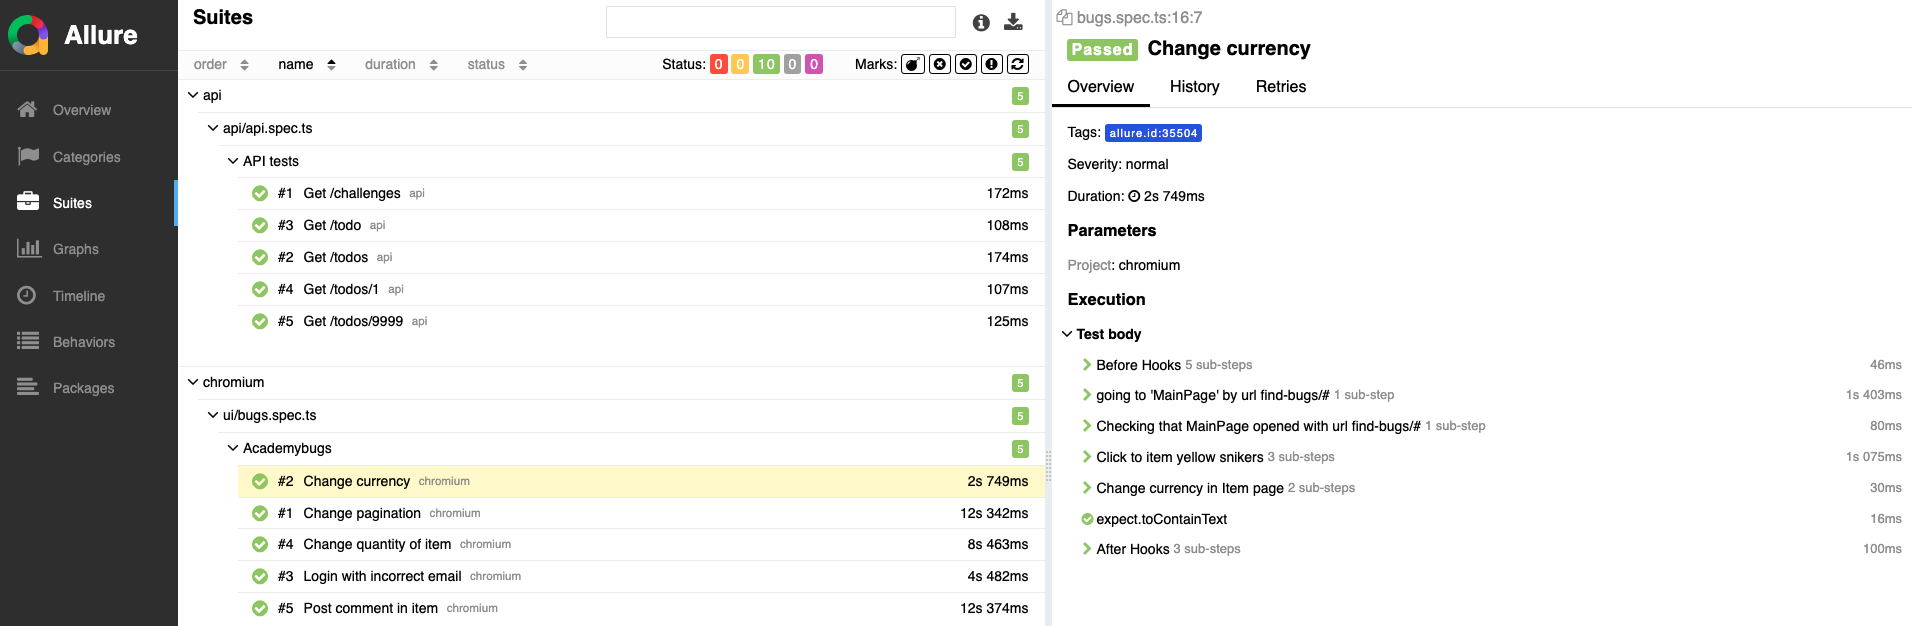 Allure
Overview
Categories
Suites
Graphs
Timeline
Behaviors
Packages
Suites
order name duration status Status: 0 0 10 0 0 Marks:
api 5
api/api.spec.ts 5
API tests 5
#1 Get /challenges api 172ms
#3 Get /todo api 108ms
#2 Get /todos api 174ms
#4 Get /todos/1 api 107ms
#5 Get /todos/9999 api 125ms
chromium 5
ui/bugs.spec.ts 5
Academybugs 5
#2 Change currency chromium 2s 749ms
#1 Change pagination chromium 12s 342ms
#4 Change quantity of item chromium 8s 463ms
#3 Login with incorrect email chromium 4s 482ms
#5 Post comment in item chromium 12s 374ms
bugs.spec.ts:16:7
Passed Change currency
Overview History Retries
Tags: allure.id:35504
Severity: normal
Duration: 2s 749ms
Parameters
Project: chromium
Execution
Test body
Before Hooks 5 sub-steps 46ms
going to 'MainPage' by url find-bugs/# 1 sub-step 1s 403ms
Checking that MainPage opened with url find-bugs/# 1 sub-step 80ms
Click to item yellow snikers 3 sub-steps 1s 075ms
Change currency in Item page 2 sub-steps 30ms
expect.toContainText 16ms
After Hooks 3 sub-steps 100ms